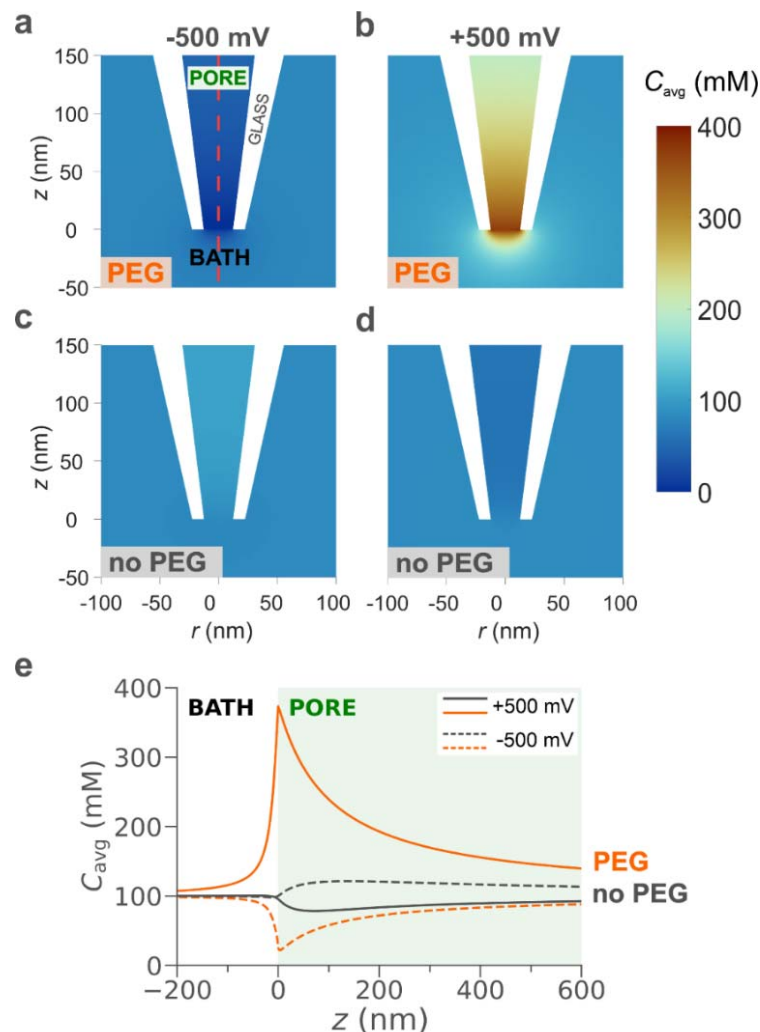 a
-500 mV
b
+500 mV
150
100
50
0
-50
z (nm)
PORE
GLASS
BATH
PEG
PEG
C_avg (mM)
400
300
200
100
0
c
d
150
100
50
0
-50
z (nm)
no PEG
no PEG
-100 -50 0 50 100
-100 -50 0 50 100
r (nm)
r (nm)
e
400
300
200
100
0
C_avg (mM)
BATH PORE
+500 mV
-500 mV
PEG
no PEG
−200 0 200 400 600
z (nm)